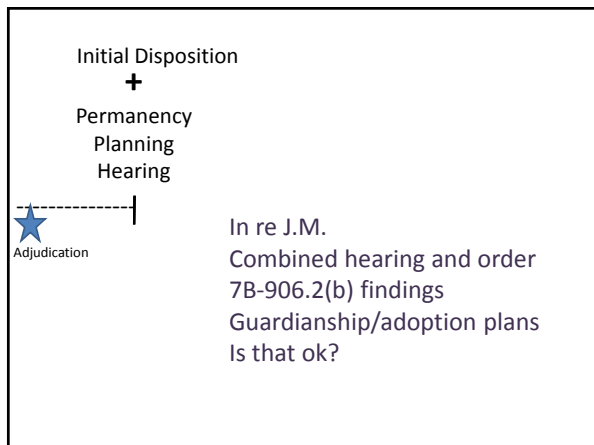 Initial Disposition
+
Permanency
Planning
Hearing
Adjudication
In re J.M.
Combined hearing and order
7B-906.2(b) findings
Guardianship/adoption plans
Is that ok?